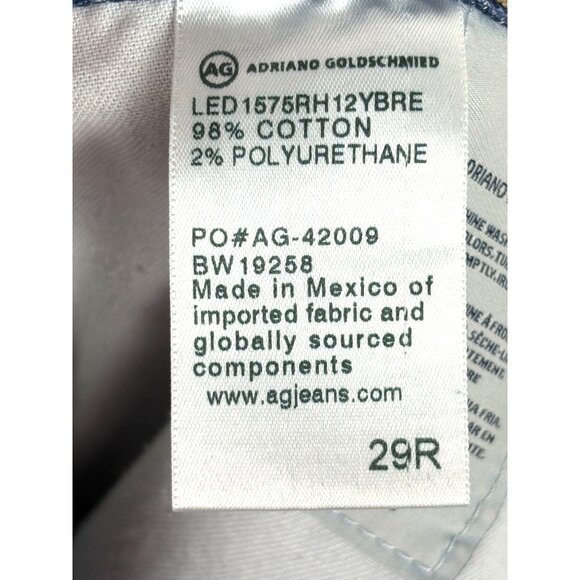 AG ADRIANO GOLDSCHMIED
LED1575RH12YBRE
98% COTTON
2% POLYURETHANE
PO#AG-42009
BW19258
Made in Mexico of
imported fabric and
globally sourced
components
www.agjeans.com
29R